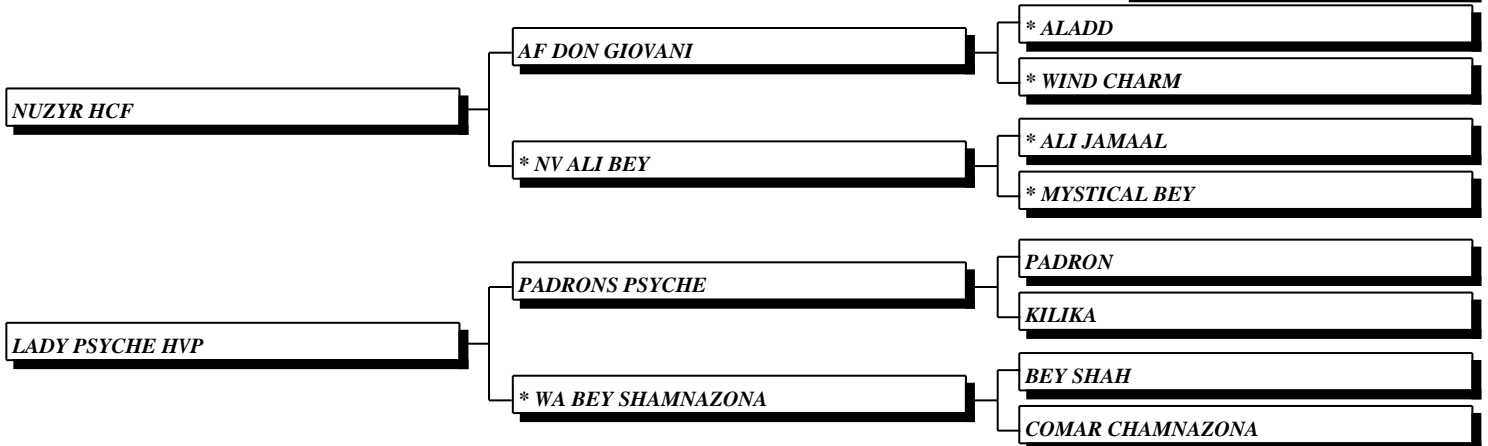 * ALADD
AF DON GIOVANI
* WIND CHARM
NUZYR HCF
* ALI JAMAAL
* NV ALI BEY
* MYSTICAL BEY
PADRON
PADRONS PSYCHE
KILIKA
LADY PSYCHE HVP
BEY SHAH
* WA BEY SHAMNAZONA
COMAR CHAMNAZONA